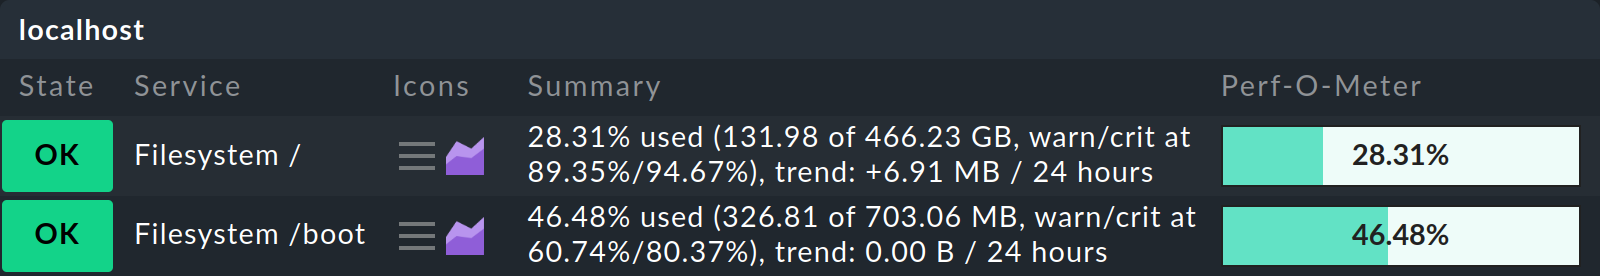 localhost
State Service Icons Summary Perf-O-Meter
OK Filesystem / 28.31% used (131.98 of 466.23 GB, warn/crit at 28.31%
89.35%/94.67%), trend: +6.91 MB / 24 hours
OK Filesystem /boot 46.48% used (326.81 of 703.06 MB, warn/crit at 46.48%
60.74%/80.37%), trend: 0.00 B / 24 hours